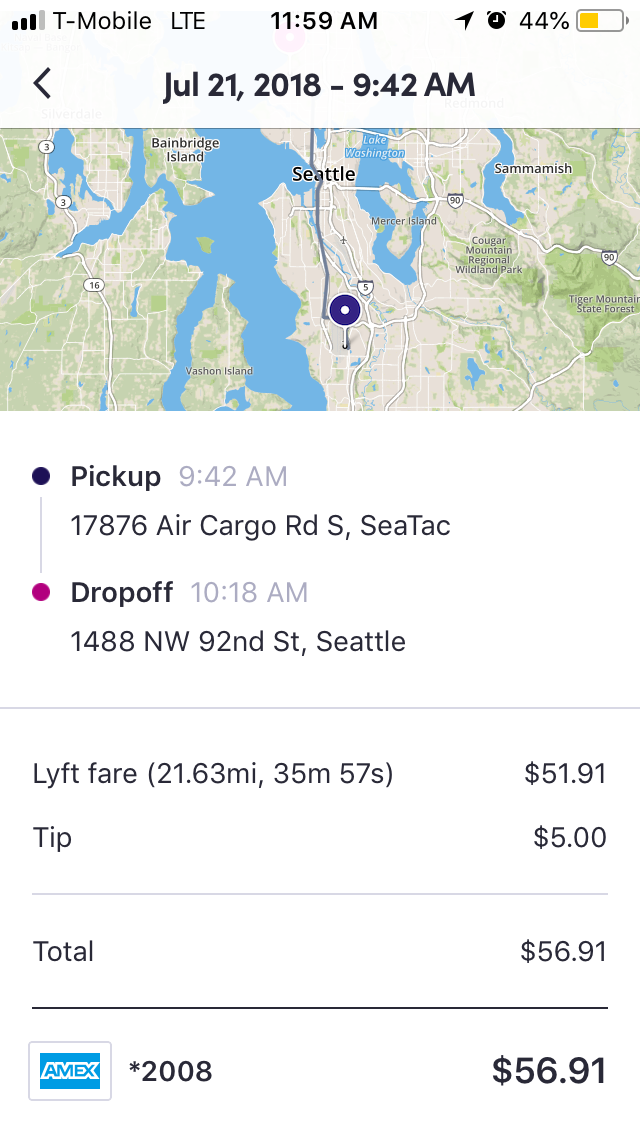 T-Mobile LTE 11:59 AM 44%
Jul 21, 2018 – 9:42 AM
Silverdale
Redmond
Bainbridge
Island
Lake
Washington
3
Seattle
Sammamish
3
90
Mercer Island
Cougar
Mountain
Regional
Wildland Park
90
16
5
Tiger Mountain
State Forest
Vashon Island
Pickup 9:42 AM
17876 Air Cargo Rd S, SeaTac
Dropoff 10:18 AM
1488 NW 92nd St, Seattle
Lyft fare (21.63mi, 35m 57s) $51.91
Tip $5.00
Total $56.91
AMEX *2008 $56.91